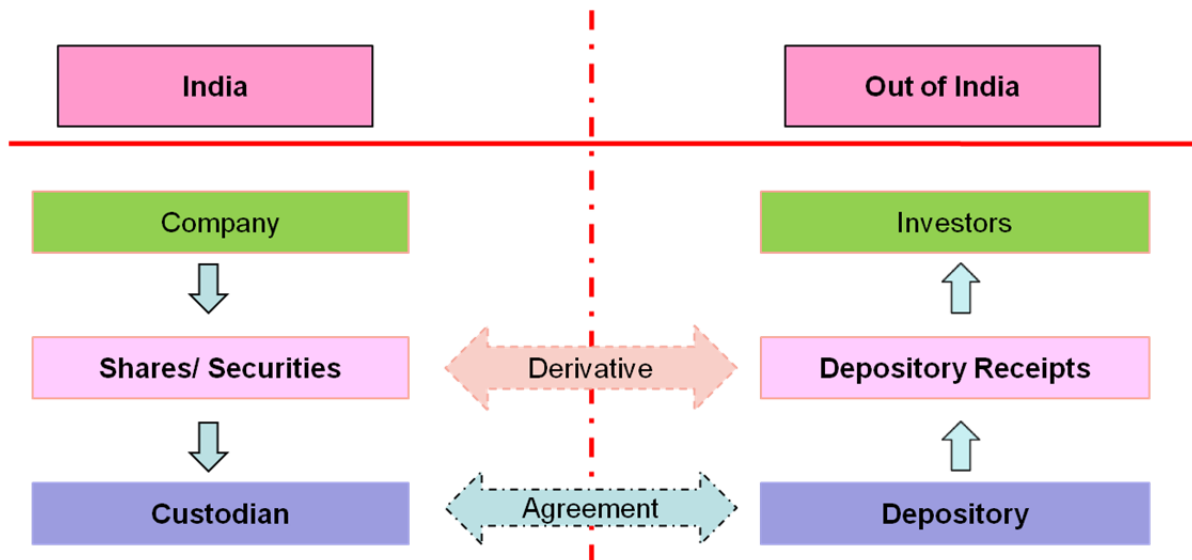 India
Out of India
Company
Investors
Shares/ Securities
Derivative
Depository Receipts
Custodian
Agreement
Depository